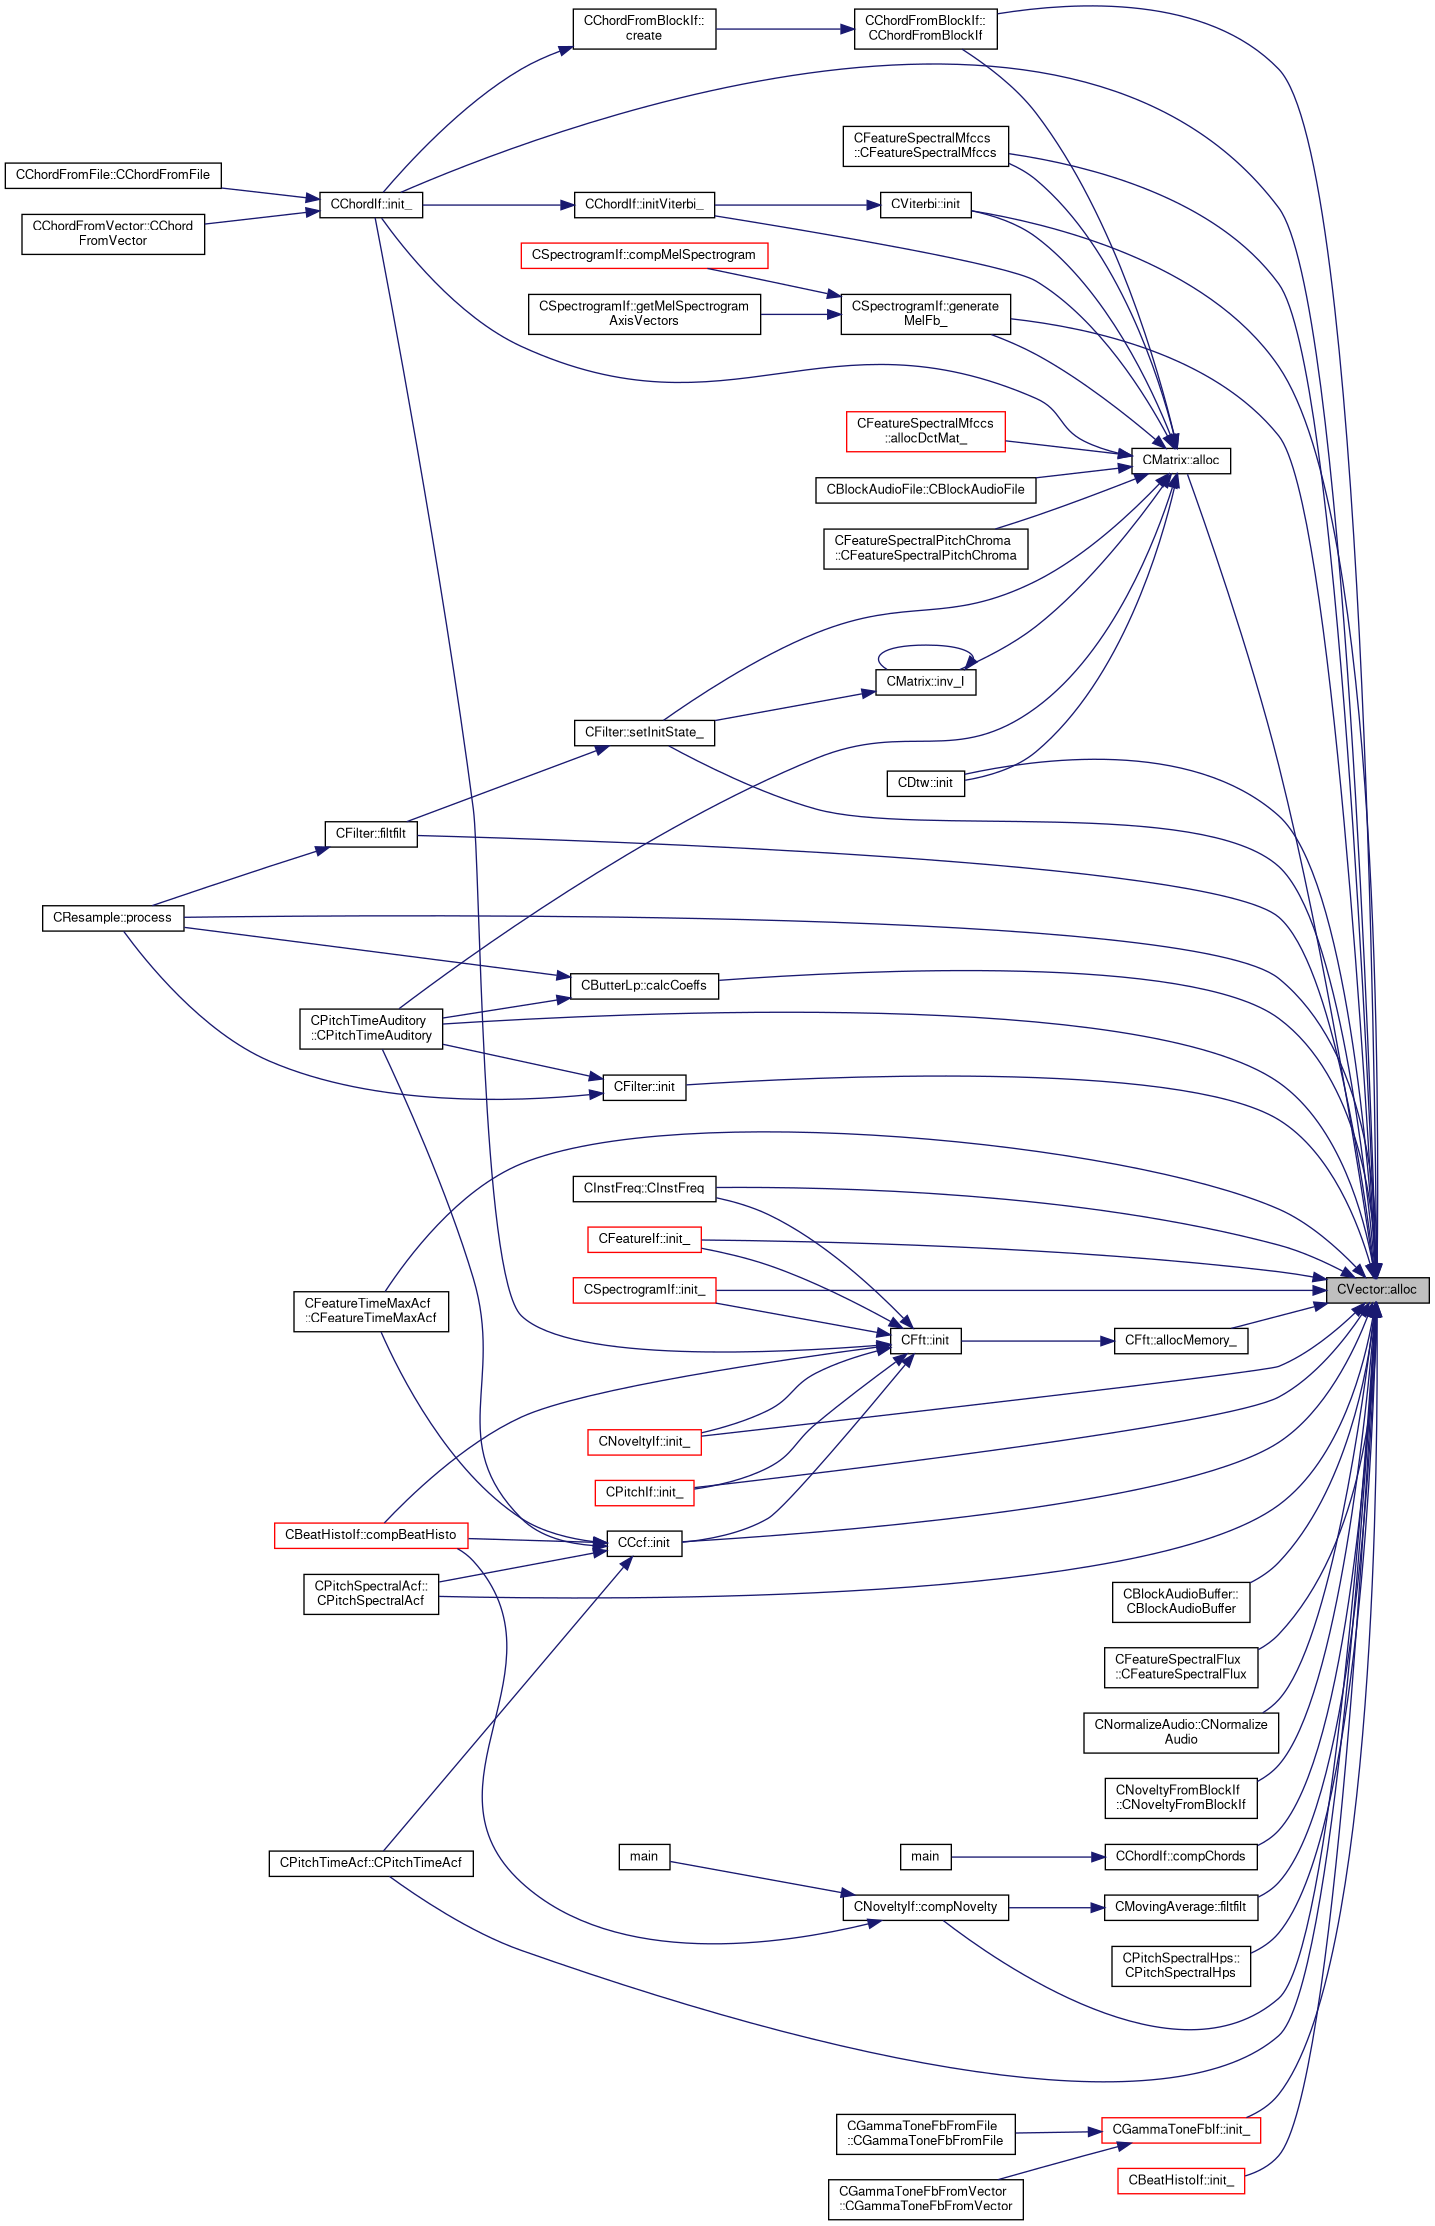 CChordFromBlockIf::
create
CChordFromBlockIf::
CChordFromBlockIf
CFeatureSpectralMfccs
::CFeatureSpectralMfccs
CChordFromFile::CChordFromFile
CChordIf::init_
CChordIf::initViterbi_
CViterbi::init
CChordFromVector::CChord
FromVector
CSpectrogramIf::compMelSpectrogram
CSpectrogramIf::getMelSpectrogram
AxisVectors
CSpectrogramIf::generate
MelFb_
CFeatureSpectralMfccs
::allocDctMat_
CMatrix::alloc
CBlockAudioFile::CBlockAudioFile
CFeatureSpectralPitchChroma
::CFeatureSpectralPitchChroma
CMatrix::inv_I
CFilter::setInitState_
CDtw::init
CFilter::filtfilt
CResample::process
CButterLp::calcCoeffs
CPitchTimeAuditory
::CPitchTimeAuditory
CFilter::init
CInstFreq::CInstFreq
CFeatureIf::init_
CSpectrogramIf::init_
CVector::alloc
CFeatureTimeMaxAcf
::CFeatureTimeMaxAcf
CFft::init
CFft::allocMemory_
CNoveltyIf::init_
CPitchIf::init_
CBeatHistoIf::compBeatHisto
CCcf::init
CPitchSpectralAcf::
CPitchSpectralAcf
CBlockAudioBuffer::
CBlockAudioBuffer
CFeatureSpectralFlux
::CFeatureSpectralFlux
CNormalizeAudio::CNormalize
Audio
CNoveltyFromBlockIf
::CNoveltyFromBlockIf
CPitchTimeAcf::CPitchTimeAcf
main
main
CChordIf::compChords
CNoveltyIf::compNovelty
CMovingAverage::filtfilt
CPitchSpectralHps::
CPitchSpectralHps
CGammaToneFbFromFile
::CGammaToneFbFromFile
CGammaToneFbIf::init_
CBeatHistoIf::init_
CGammaToneFbFromVector
::CGammaToneFbFromVector